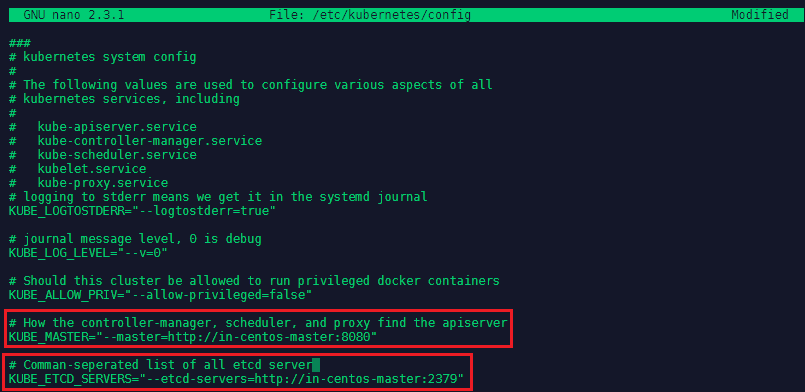 GNU nano 2.3.1 File: /etc/kubernetes/config Modified
###
# kubernetes system config
#
# The following values are used to configure various aspects of all
# kubernetes services, including
#
#   kube-apiserver.service
#   kube-controller-manager.service
#   kube-scheduler.service
#   kubelet.service
#   kube-proxy.service
# logging to stderr means we get it in the systemd journal
KUBE_LOGTOSTDERR="--logtostderr=true"
# journal message level, 0 is debug
KUBE_LOG_LEVEL="--v=0"
# Should this cluster be allowed to run privileged docker containers
KUBE_ALLOW_PRIV="--allow-privileged=false"
# How the controller-manager, scheduler, and proxy find the apiserver
KUBE_MASTER="--master=http://in-centos-master:8080"
# Comman-seperated list of all etcd server
KUBE_ETCD_SERVERS="--etcd-servers=http://in-centos-master:2379"